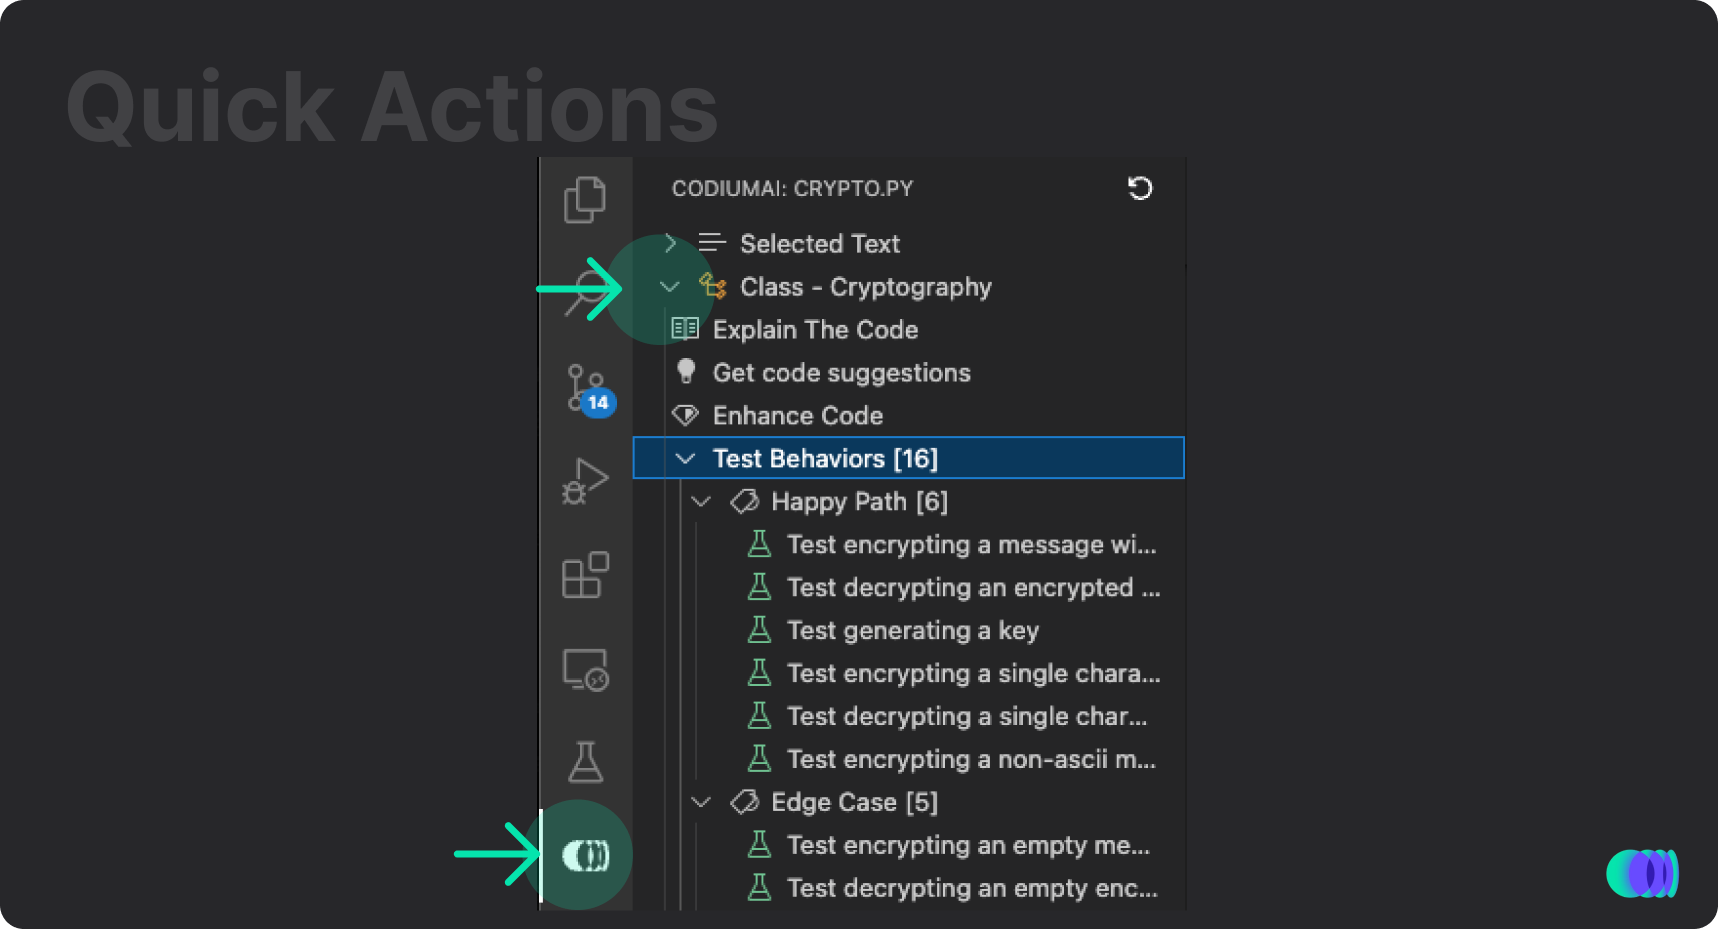 Quick Actions
CODIUMAI: CRYPTO.PY
Selected Text
Class - Cryptography
Explain The Code
Get code suggestions
14
Enhance Code
Test Behaviors [16]
Happy Path [6]
Test encrypting a message wi...
Test decrypting an encrypted ...
Test generating a key
Test encrypting a single chara...
Test decrypting a single char...
Test encrypting a non-ascii m...
Edge Case [5]
Test encrypting an empty me...
Test decrypting an empty enc...